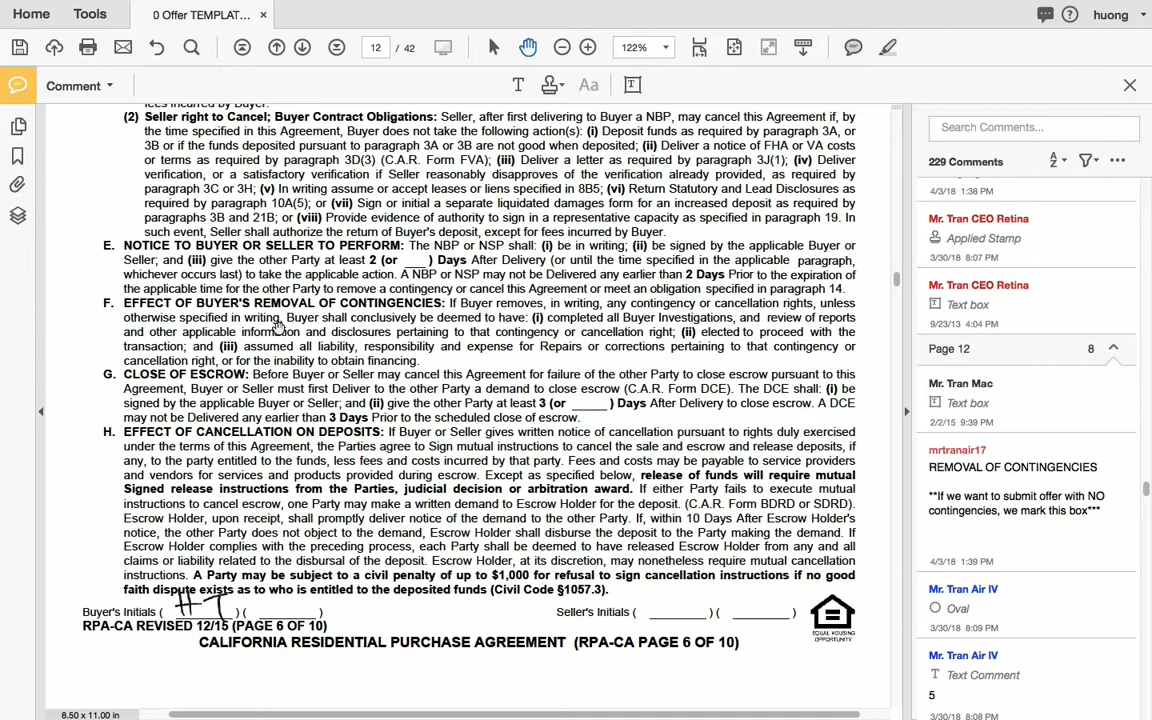 Home Tools 0 Offer TEMPLAT... × ? huong
12 / 42 122%
Comment T Aa T
fees incurred by Buyer.
(2) Seller right to Cancel; Buyer Contract Obligations: Seller, after first delivering to Buyer a NBP, may cancel this Agreement if, by
the time specified in this Agreement, Buyer does not take the following action(s): (i) Deposit funds as required by paragraph 3A, or
3B or if the funds deposited pursuant to paragraph 3A or 3B are not good when deposited; (ii) Deliver a notice of FHA or VA costs
or terms as required by paragraph 3D(3) (C.A.R. Form FVA); (iii) Deliver a letter as required by paragraph 3J(1); (iv) Deliver
verification, or a satisfactory verification if Seller reasonably disapproves of the verification already provided, as required by
paragraph 3C or 3H; (v) In writing assume or accept leases or liens specified in 8B5; (vi) Return Statutory and Lead Disclosures as
required by paragraph 10A(5); or (vii) Sign or initial a separate liquidated damages form for an increased deposit as required by
paragraphs 3B and 21B; or (viii) Provide evidence of authority to sign in a representative capacity as specified in paragraph 19. In
such event, Seller shall authorize the return of Buyer's deposit, except for fees incurred by Buyer.
E. NOTICE TO BUYER OR SELLER TO PERFORM: The NBP or NSP shall: (i) be in writing; (ii) be signed by the applicable Buyer or
Seller; and (iii) give the other Party at least 2 (or ___ ) Days After Delivery (or until the time specified in the applicable paragraph,
whichever occurs last) to take the applicable action. A NBP or NSP may not be Delivered any earlier than 2 Days Prior to the expiration of
the applicable time for the other Party to remove a contingency or cancel this Agreement or meet an obligation specified in paragraph 14.
F. EFFECT OF BUYER'S REMOVAL OF CONTINGENCIES: If Buyer removes, in writing, any contingency or cancellation rights, unless
otherwise specified in writing, Buyer shall conclusively be deemed to have: (i) completed all Buyer Investigations, and review of reports
and other applicable information and disclosures pertaining to that contingency or cancellation right; (ii) elected to proceed with the
transaction; and (iii) assumed all liability, responsibility and expense for Repairs or corrections pertaining to that contingency or
cancellation right, or for the inability to obtain financing.
G. CLOSE OF ESCROW: Before Buyer or Seller may cancel this Agreement for failure of the other Party to close escrow pursuant to this
Agreement, Buyer or Seller must first Deliver to the other Party a demand to close escrow (C.A.R. Form DCE). The DCE shall: (i) be
signed by the applicable Buyer or Seller; and (ii) give the other Party at least 3 (or _____ ) Days After Delivery to close escrow. A DCE
may not be Delivered any earlier than 3 Days Prior to the scheduled close of escrow.
H. EFFECT OF CANCELLATION ON DEPOSITS: If Buyer or Seller gives written notice of cancellation pursuant to rights duly exercised
under the terms of this Agreement, the Parties agree to Sign mutual instructions to cancel the sale and escrow and release deposits, if
any, to the party entitled to the funds, less fees and costs incurred by that party. Fees and costs may be payable to service providers
and vendors for services and products provided during escrow. Except as specified below, release of funds will require mutual
Signed release instructions from the Parties, judicial decision or arbitration award. If either Party fails to execute mutual
instructions to cancel escrow, one Party may make a written demand to Escrow Holder for the deposit. (C.A.R. Form BDRD or SDRD).
Escrow Holder, upon receipt, shall promptly deliver notice of the demand to the other Party. If, within 10 Days After Escrow Holder's
notice, the other Party does not object to the demand, Escrow Holder shall disburse the deposit to the Party making the demand. If
Escrow Holder complies with the preceding process, each Party shall be deemed to have released Escrow Holder from any and all
claims or liability related to the disbursal of the deposit. Escrow Holder, at its discretion, may nonetheless require mutual cancellation
instructions. A Party may be subject to a civil penalty of up to $1,000 for refusal to sign cancellation instructions if no good
faith dispute exists as to who is entitled to the deposited funds (Civil Code §1057.3).
Buyer's Initials ( HT ) ( ) Seller's Initials ( ) ( )
RPA-CA REVISED 12/15 (PAGE 6 OF 10)
CALIFORNIA RESIDENTIAL PURCHASE AGREEMENT (RPA-CA PAGE 6 OF 10)
EQUAL HOUSING
OPPORTUNITY
8.50 x 11.00 in
Search Comments...
229 Comments
4/3/18 1:38 PM
Mr. Tran CEO Retina
Applied Stamp
3/30/18 8:07 PM
Mr. Tran CEO Retina
Text box
9/23/13 4:04 PM
Page 12 8
Mr. Tran Mac
Text box
2/2/15 9:39 PM
mrtranair17
REMOVAL OF CONTINGENCIES
**If we want to submit offer with NO
contingencies, we mark this box***
4/3/18 1:39 PM
Mr. Tran Air IV
Oval
3/30/18 8:09 PM
Mr. Tran Air IV
T Text Comment
5
3/30/18 8:08 PM